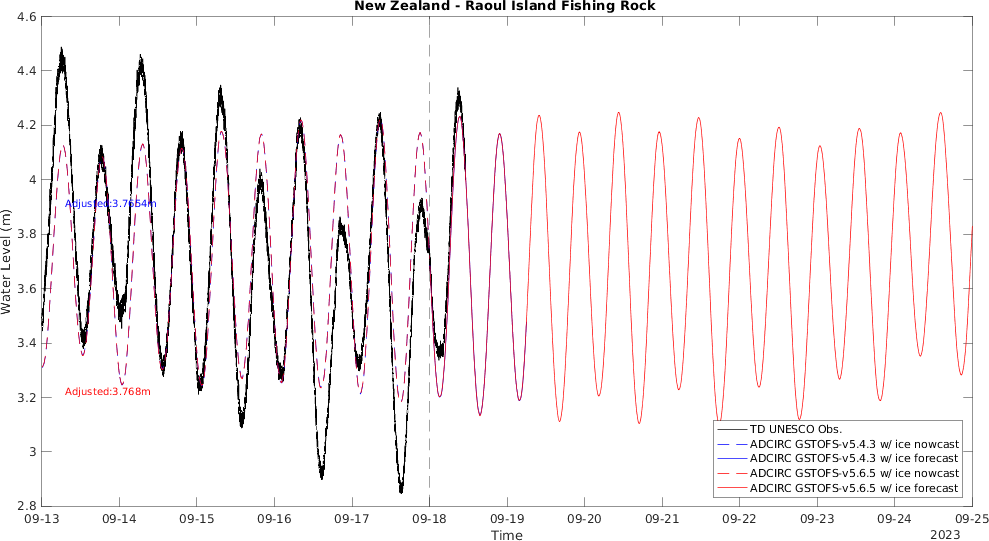 New Zealand - Raoul Island Fishing Rock
4.6
4.4
4.2
4
3.8
3.6
3.4
3.2
3
2.8
Water Level (m)
Adjusted:3.7654m
Adjusted:3.768m
TD UNESCO Obs.
ADCIRC GSTOFS-v5.4.3 w/ ice nowcast
ADCIRC GSTOFS-v5.4.3 w/ ice forecast
ADCIRC GSTOFS-v5.6.5 w/ ice nowcast
ADCIRC GSTOFS-v5.6.5 w/ ice forecast
09-13 09-14 09-15 09-16 09-17 09-18 09-19 09-20 09-21 09-22 09-23 09-24 09-25
Time
2023